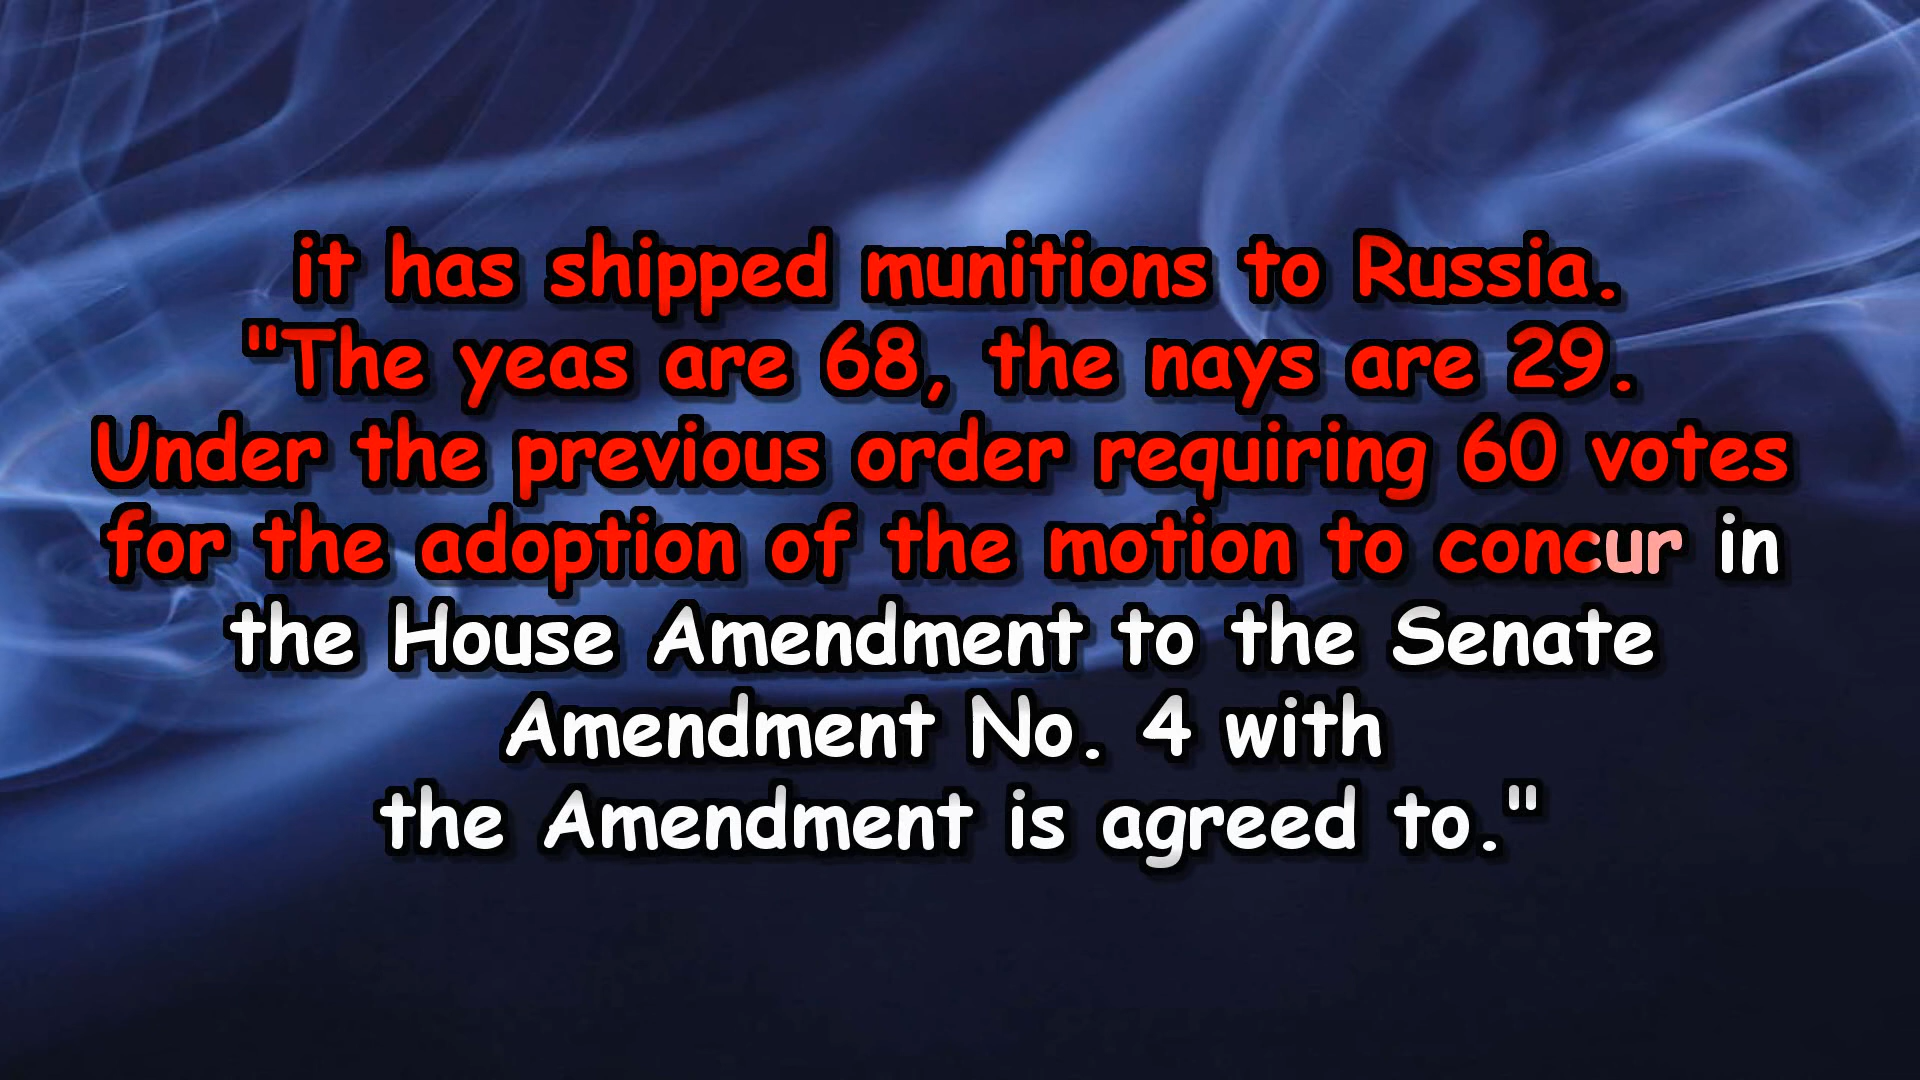 it has shipped munitions to Russia.
"The yeas are 68, the nays are 29.
Under the previous order requiring 60 votes
for the adoption of the motion to concur in
the House Amendment to the Senate
Amendment No. 4 with
the Amendment is agreed to."